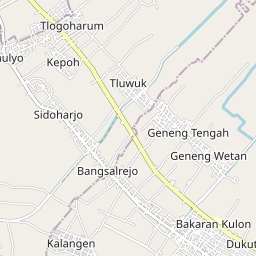 Tlogoharum
Kepoh
Tluwuk
Sidoharjo
Geneng Tengah
Geneng Wetan
Bangsalrejo
Bakaran Kulon
Kalangen